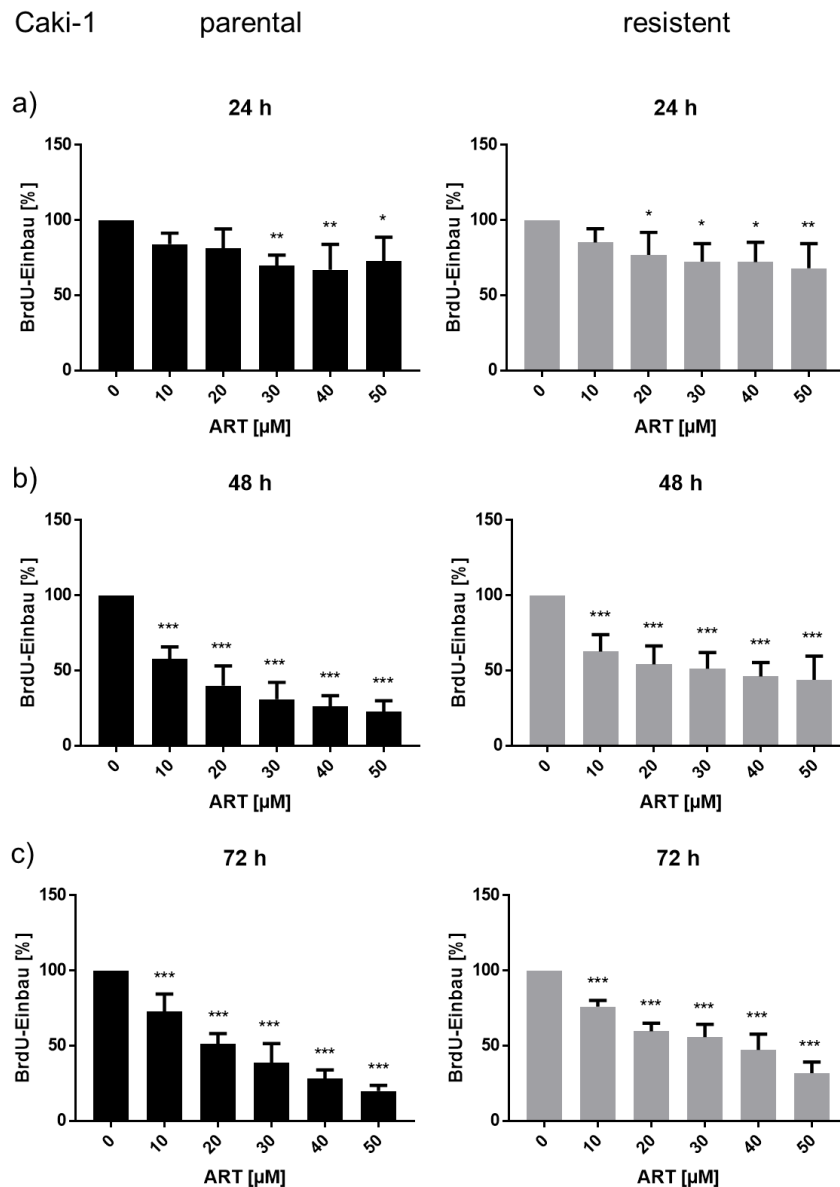 Caki-1 parental resistent
a)
24 h 24 h
BrdU-Einbau [%] BrdU-Einbau [%]
150 150
100 100
50 50
0 0
** ** * * * * **
0 10 20 30 40 50 0 10 20 30 40 50
ART [µM] ART [µM]
b)
48 h 48 h
BrdU-Einbau [%] BrdU-Einbau [%]
150 150
100 100
50 50
0 0
*** *** *** *** *** *** *** *** *** ***
0 10 20 30 40 50 0 10 20 30 40 50
ART [µM] ART [µM]
c)
72 h 72 h
BrdU-Einbau [%] BrdU-Einbau [%]
150 150
100 100
50 50
0 0
*** *** *** *** *** *** *** *** *** ***
0 10 20 30 40 50 0 10 20 30 40 50
ART [µM] ART [µM]